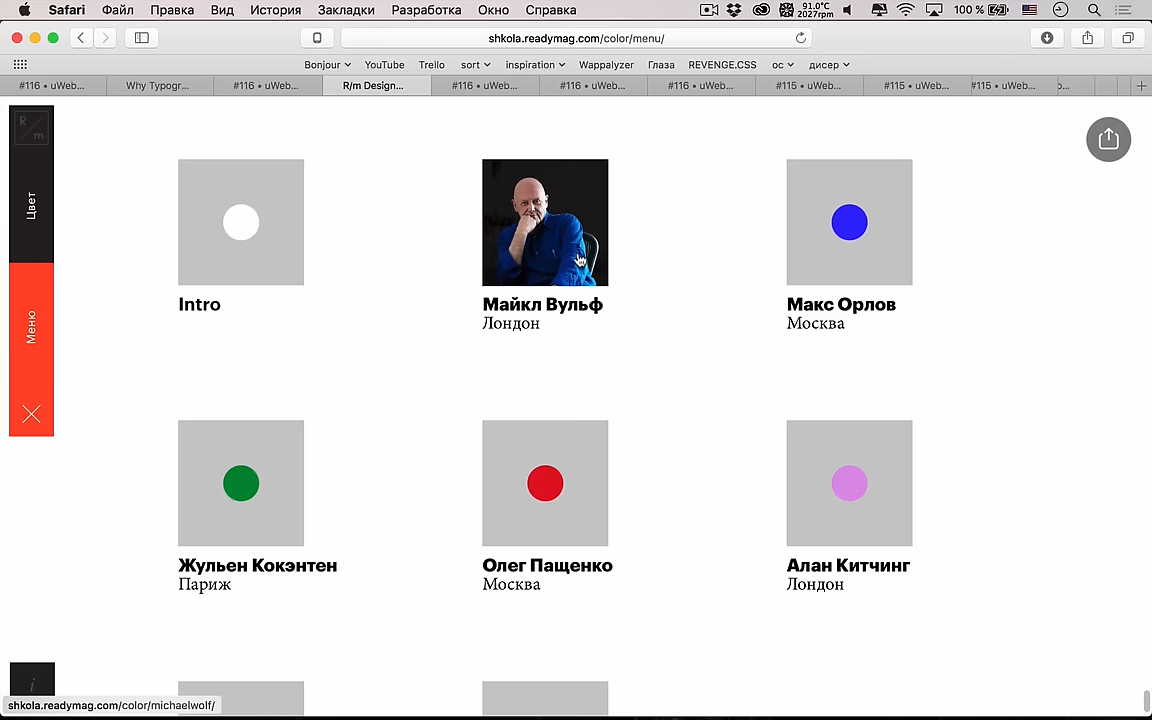 Safari Файл Правка Вид История Закладки Разработка Окно Справка 91.0°C 2027rpm 100 %
shkola.readymag.com/color/menu/
Bonjour YouTube Trello sort inspiration Wappalyzer Глаза REVENGE.CSS ос дисер
#116 • uWeb... Why Typogr... #116 • uWeb... R/m Design... #116 • uWeb... #116 • uWeb... #116 • uWeb... #115 • uWeb... #115 • uWeb... #115 • uWeb...
R/m
Цвет
Меню
Intro
Майкл Вульф
Лондон
Макс Орлов
Москва
Жульен Кокэнтен
Париж
Олег Пащенко
Москва
Алан Китчинг
Лондон
i
shkola.readymag.com/color/michaelwolf/